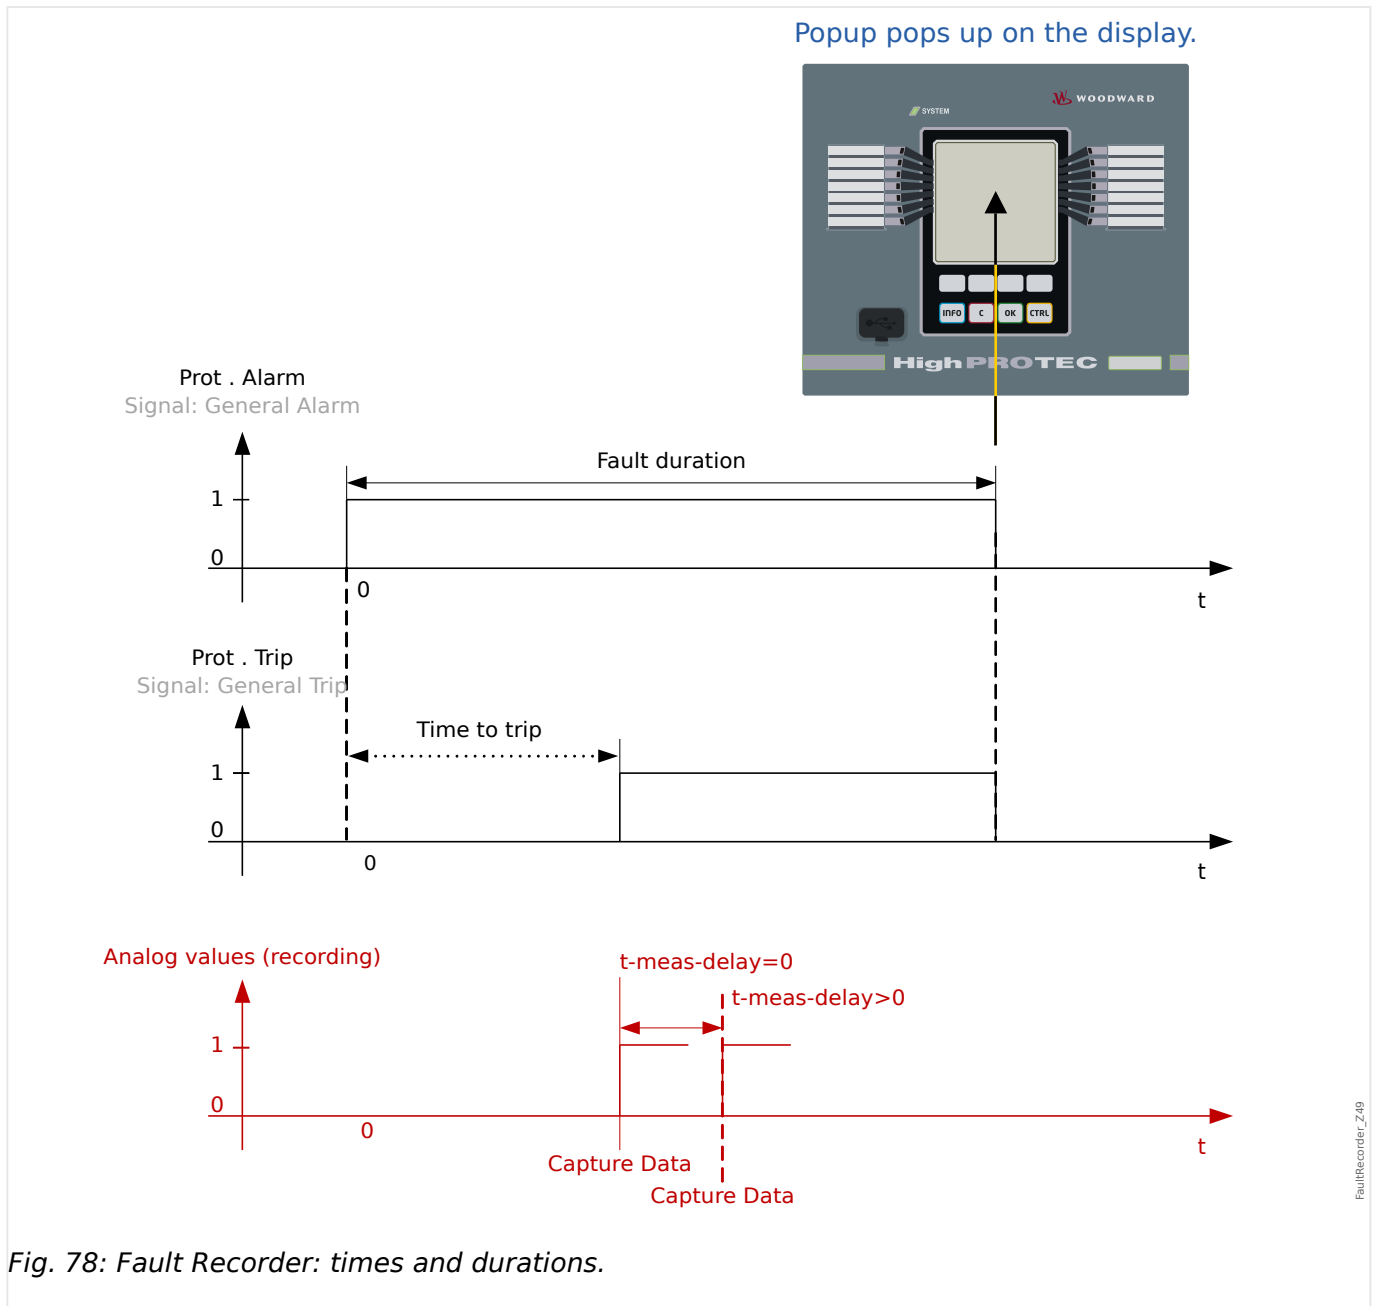 Popup pops up on the display.
WOODWARD
SYSTEM
INFO C OK CTRL
HighPROTEC
Prot . Alarm
Signal: General Alarm
Fault duration
1
0
0
t
Prot . Trip
Signal: General Trip
Time to trip
1
0
0
t
Analog values (recording)
t-meas-delay=0
t-meas-delay>0
1
0
0
t
Capture Data
Capture Data
FaultRecorder_Z49
Fig. 78: Fault Recorder: times and durations.